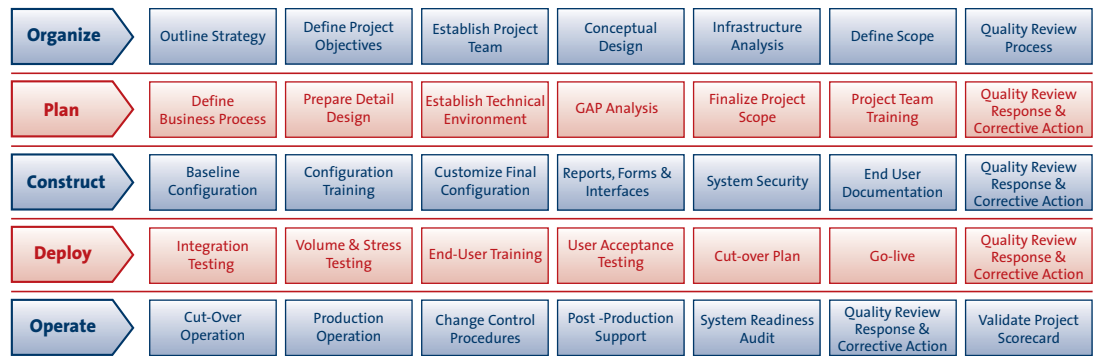 Organize
Outline Strategy
Define Project
Objectives
Establish Project
Team
Conceptual
Design
Infrastructure
Analysis
Define Scope
Quality Review
Process
Plan
Define
Business Process
Prepare Detail
Design
Establish Technical
Environment
GAP Analysis
Finalize Project
Scope
Project Team
Training
Quality Review
Response &
Corrective Action
Construct
Baseline
Configuration
Configuration
Training
Customize Final
Configuration
Reports, Forms &
Interfaces
System Security
End User
Documentation
Quality Review
Response &
Corrective Action
Deploy
Integration
Testing
Volume & Stress
Testing
End-User Training
User Acceptance
Testing
Cut-over Plan
Go-live
Quality Review
Response &
Corrective Action
Operate
Cut-Over
Operation
Production
Operation
Change Control
Procedures
Post -Production
Support
System Readiness
Audit
Quality Review
Response &
Corrective Action
Validate Project
Scorecard